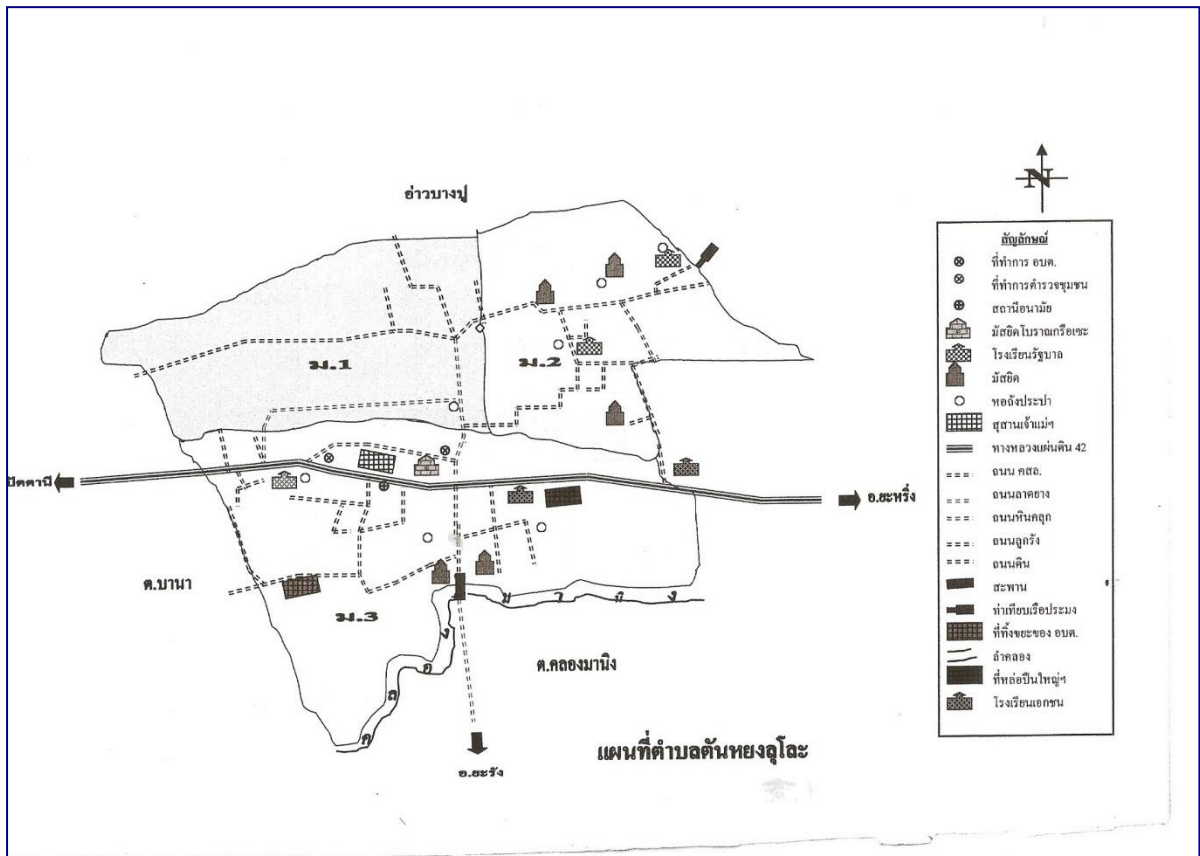 อ่าวบางปู
N
ม.1
ม.2
ปัตตานี
อ.ยะหริ่ง
ต.บานา
ม.3
คลองมานิง
ต.คลองมานิง
อ.ยะรัง
แผนที่ตำบลตันหยงลุโละ
สัญลักษณ์
ที่ทำการ อบต.
ที่ทำการตำรวจชุมชน
สถานีอนามัย
มัสยิดโบราณกรือเซะ
โรงเรียนรัฐบาล
มัสยิด
หอถังประปา
สุสานเจ้าแม่ฯ
ทางหลวงแผ่นดิน 42
ถนน คสล.
ถนนลาดยาง
ถนนหินคลุก
ถนนลูกรัง
ถนนดิน
สะพาน
ท่าเทียบเรือประมง
ที่ทิ้งขยะของ อบต.
ลำคลอง
ที่หล่อปืนใหญ่ฯ
โรงเรียนเอกชน